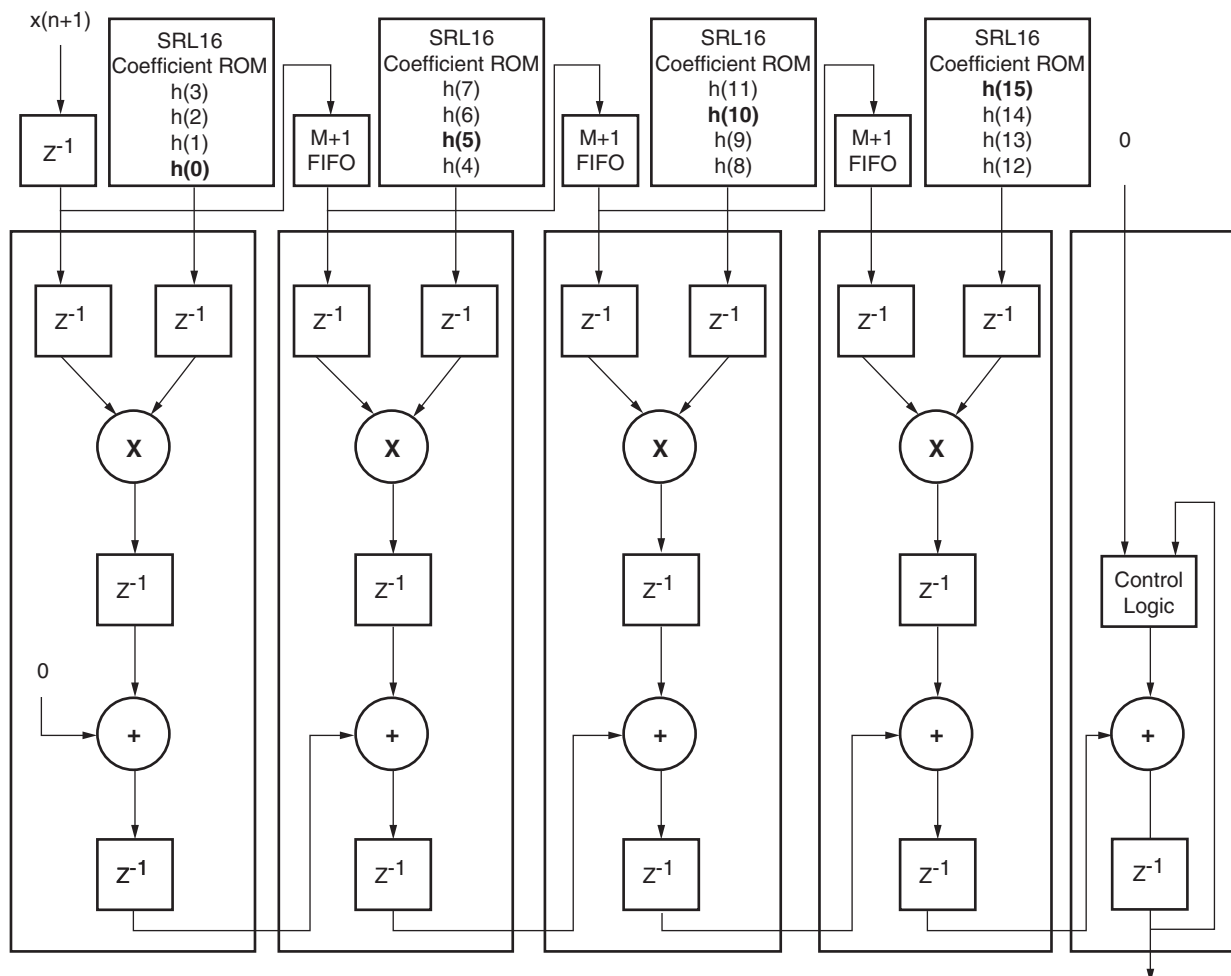 x(n+1)
SRL16
Coefficient ROM
h(3)
h(2)
h(1)
h(0)
SRL16
Coefficient ROM
h(7)
h(6)
h(5)
h(4)
SRL16
Coefficient ROM
h(11)
h(10)
h(9)
h(8)
SRL16
Coefficient ROM
h(15)
h(14)
h(13)
h(12)
Z-1
M+1
FIFO
M+1
FIFO
M+1
FIFO
0
Z-1
Z-1
Z-1
Z-1
Z-1
Z-1
Z-1
Z-1
X
X
X
X
Z-1
Z-1
Z-1
Z-1
Control
Logic
0
+
+
+
+
+
Z-1
Z-1
Z-1
Z-1
Z-1